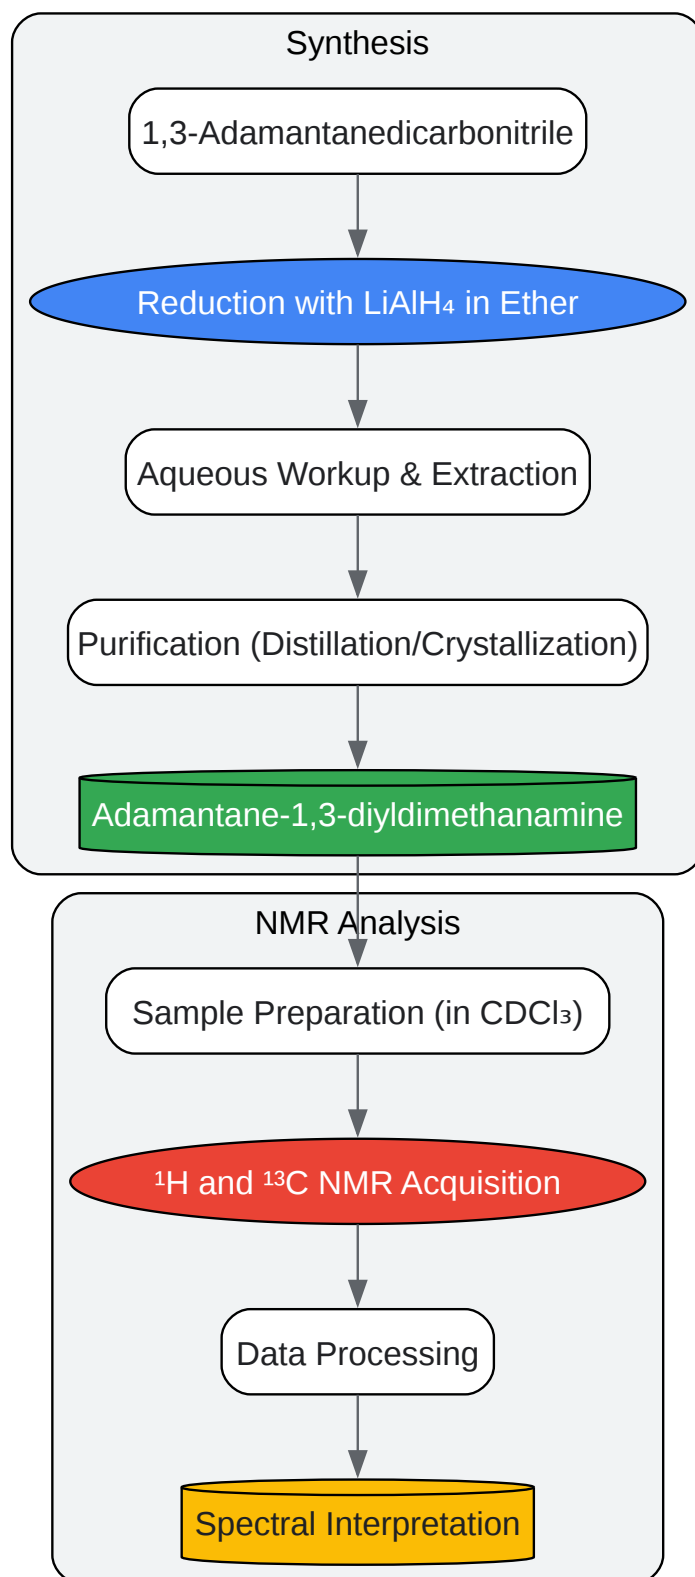 Synthesis
1,3-Adamantanedicarbonitrile
Reduction with LiAlH₄ in Ether
Aqueous Workup & Extraction
Purification (Distillation/Crystallization)
Adamantane-1,3-diyldimethanamine
NMR Analysis
Sample Preparation (in CDCl₃)
¹H and ¹³C NMR Acquisition
Data Processing
Spectral Interpretation